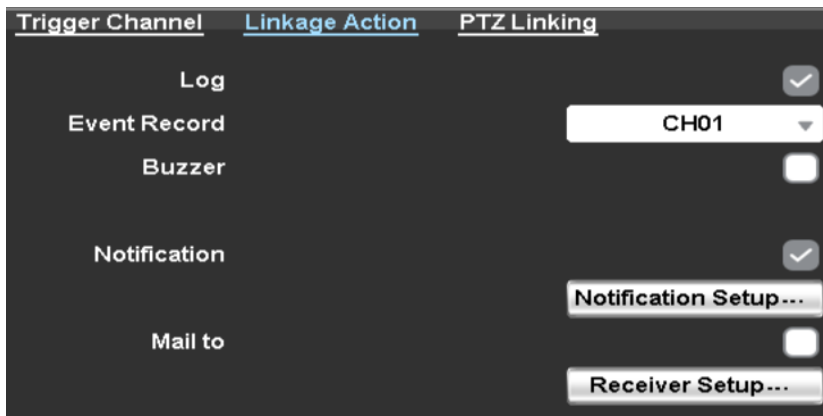 Trigger Channel Linkage Action PTZ Linking
Log
Event Record CH01
Buzzer
Notification
Notification Setup...
Mail to
Receiver Setup...